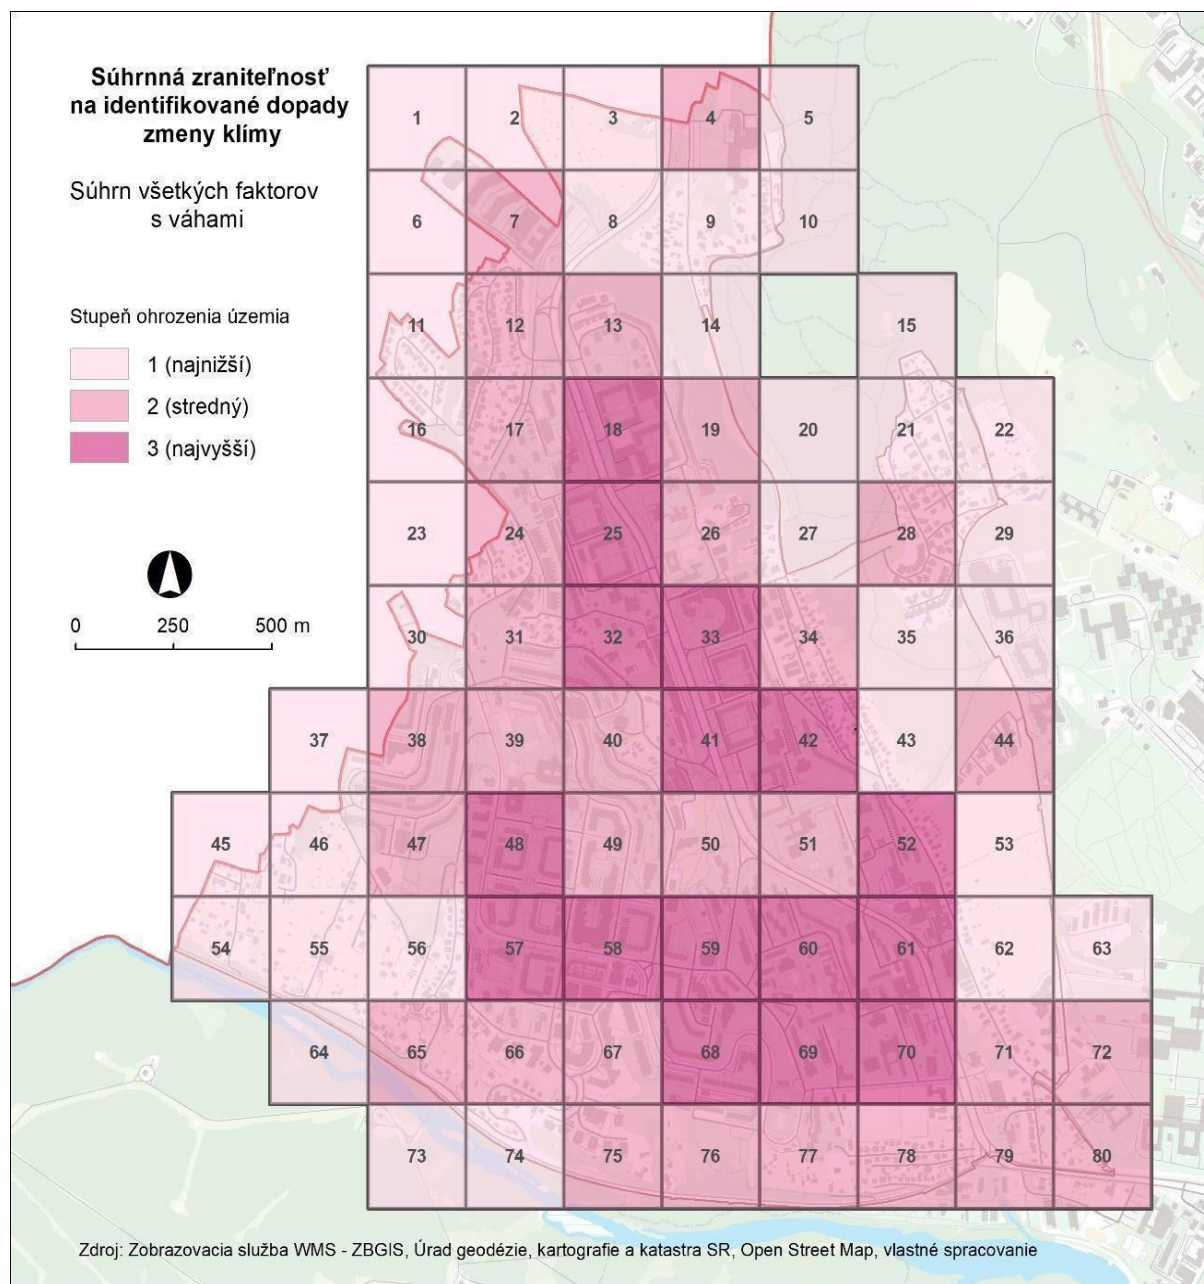 Súhrnná zraniteľnosť
na identifikované dopady
zmeny klímy
Súhrn všetkých faktorov
s váhami
Stupeň ohrozenia územia
1 (najnižší)
2 (stredný)
3 (najvyšší)
0 250 500 m
1 2 3 4 5
6 7 8 9 10
11 12 13 14 15
16 17 18 19 20 21 22
23 24 25 26 27 28 29
30 31 32 33 34 35 36
37 38 39 40 41 42 43 44
45 46 47 48 49 50 51 52 53
54 55 56 57 58 59 60 61 62 63
64 65 66 67 68 69 70 71 72
73 74 75 76 77 78 79 80
Zdroj: Zobrazovacia služba WMS - ZBGIS, Úrad geodézie, kartografie a katastra SR, Open Street Map, vlastné spracovanie